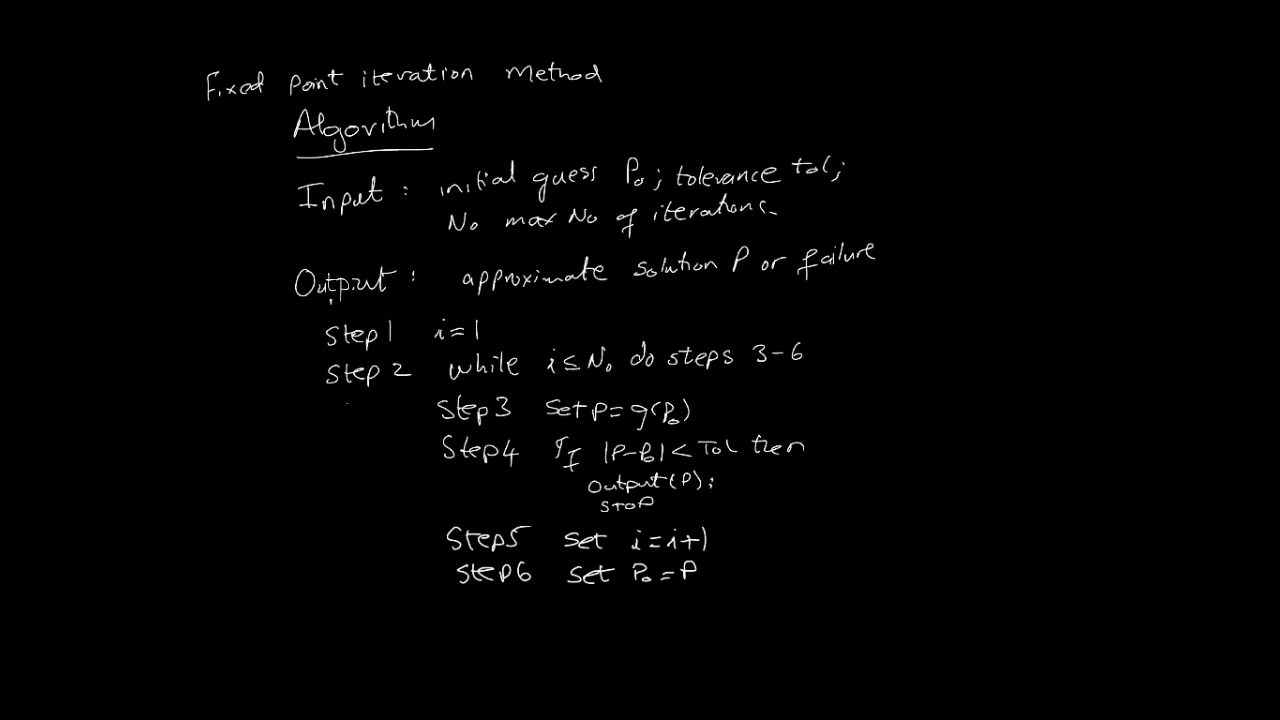 Fixed point iteration method
Algorithm
Input : initial guess P₀ ; tolerance tol ;
N₀ max No of iterations.
Output : approximate solution P or failure
Step 1 i = 1
Step 2 while i ≤ N₀ do steps 3-6
Step 3 Set P = g(P₀)
Step 4 If |P-P₀| < Tol then
Output (P) ;
STOP
Step 5 set i = i+1
Step 6 set P₀ = P